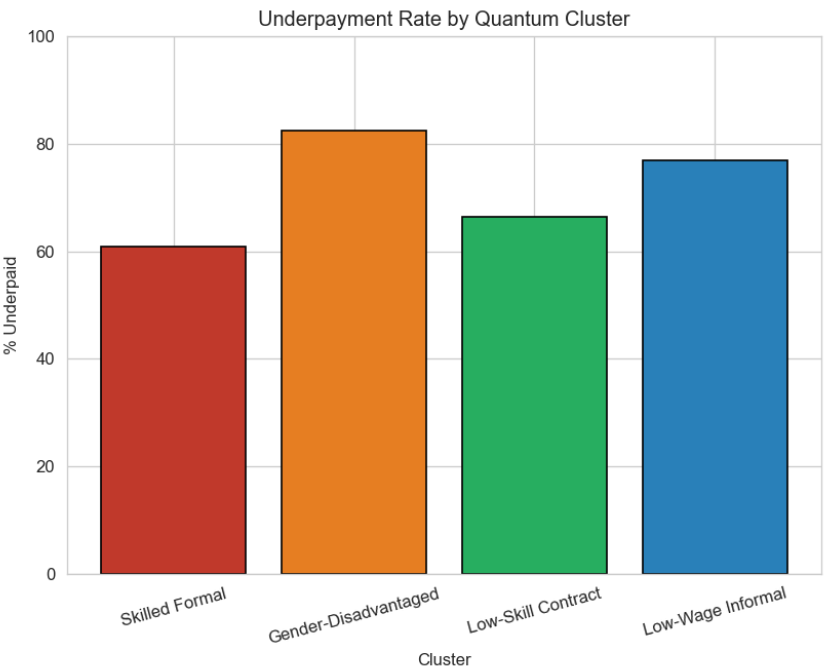 Underpayment Rate by Quantum Cluster
100
80
60
40
20
0
% Underpaid
Skilled Formal
Gender-Disadvantaged
Low-Skill Contract
Low-Wage Informal
Cluster